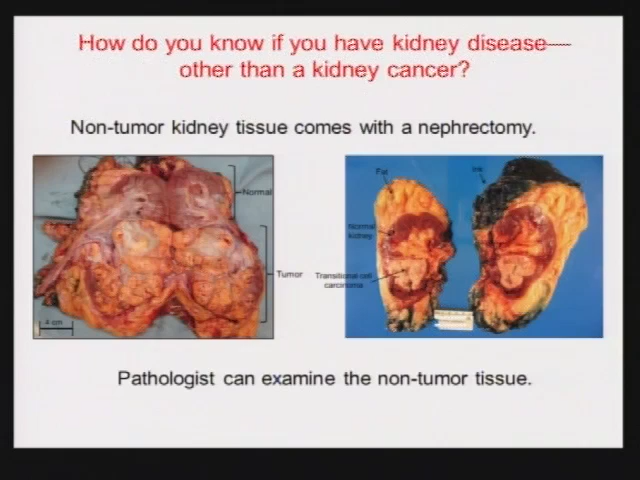 How do you know if you have kidney disease—
other than a kidney cancer?
Non-tumor kidney tissue comes with a nephrectomy.
Normal
Tumor
4 cm
Fat
Ink
Normal
kidney
Transitional cell
carcinoma
Pathologist can examine the non-tumor tissue.